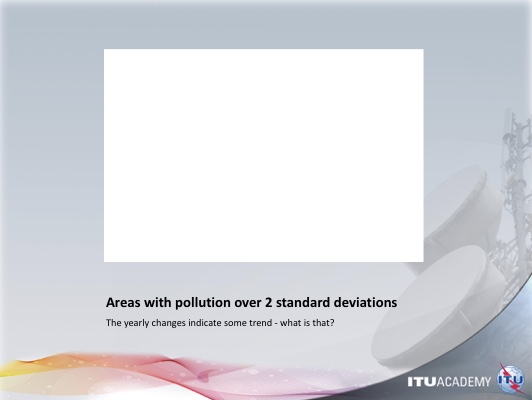 Areas with pollution over 2 standard deviations
The yearly changes indicate some trend - what is that?
ITUACADEMY ITU